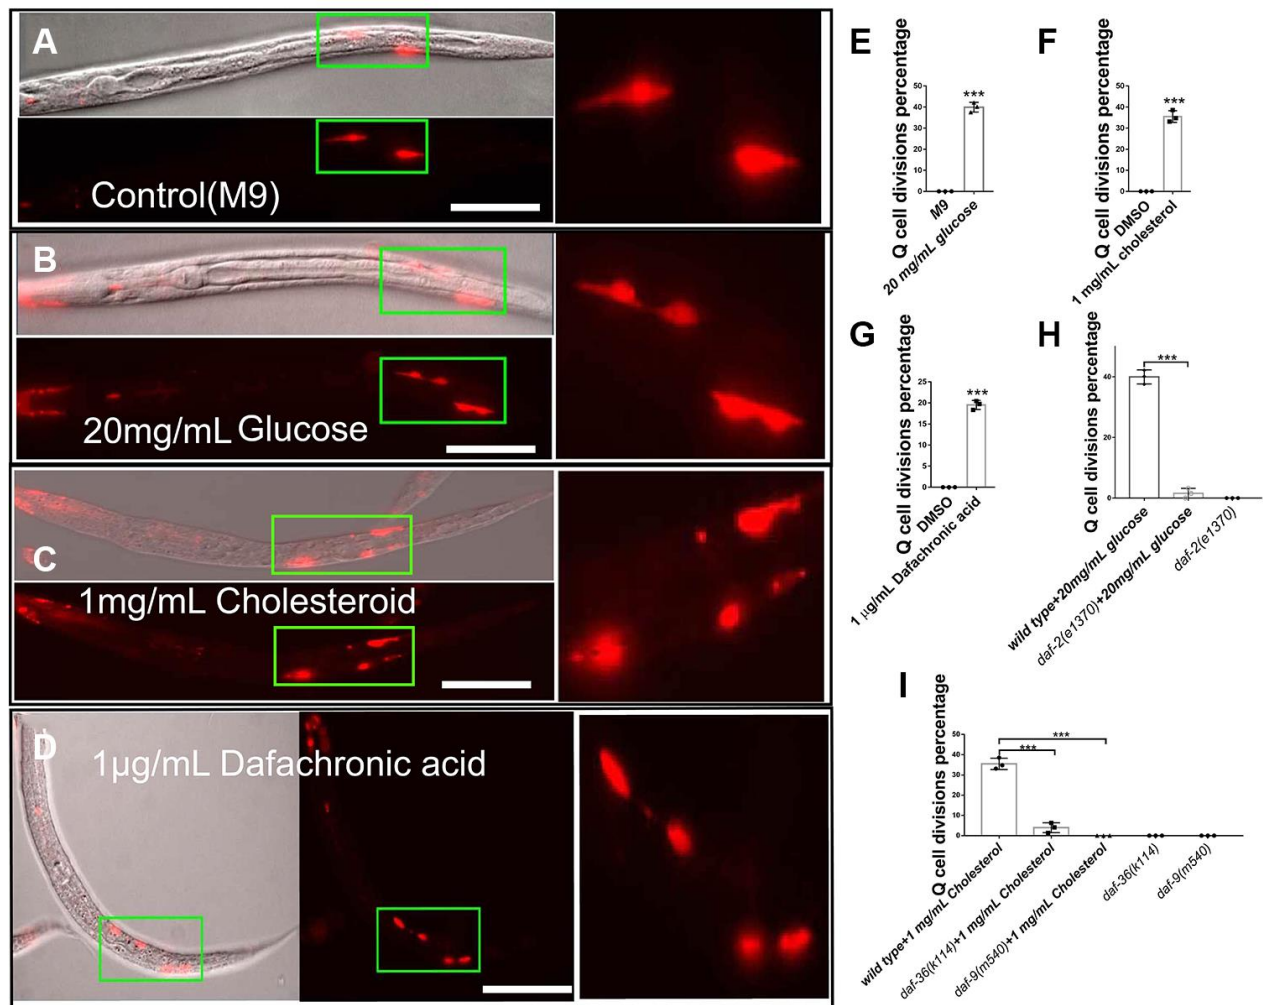 A
Control(M9)
B
20mg/mL Glucose
C
1mg/mL Cholesteroid
D
1µg/mL Dafachronic acid
E
Q cell divisions percentage
50
40
30
20
10
0
***
M9
20 mg/mL glucose
F
Q cell divisions percentage
50
40
30
20
10
0
***
DMSO
1 mg/mL cholesterol
G
Q cell divisions percentage
25
20
15
10
5
0
***
DMSO
1 µg/mL Dafachronic acid
H
Q cell divisions percentage
40
20
0
***
wild type+20mg/mL glucose
daf-2(e1370)+20mg/mL glucose
daf-2(e1370)
I
Q cell divisions percentage
50
40
30
20
10
0
***
***
wild type+1 mg/mL Cholesterol
daf-36(k114)+1 mg/mL Cholesterol
daf-9(m540)+1 mg/mL Cholesterol
daf-36(k114)
daf-9(m540)